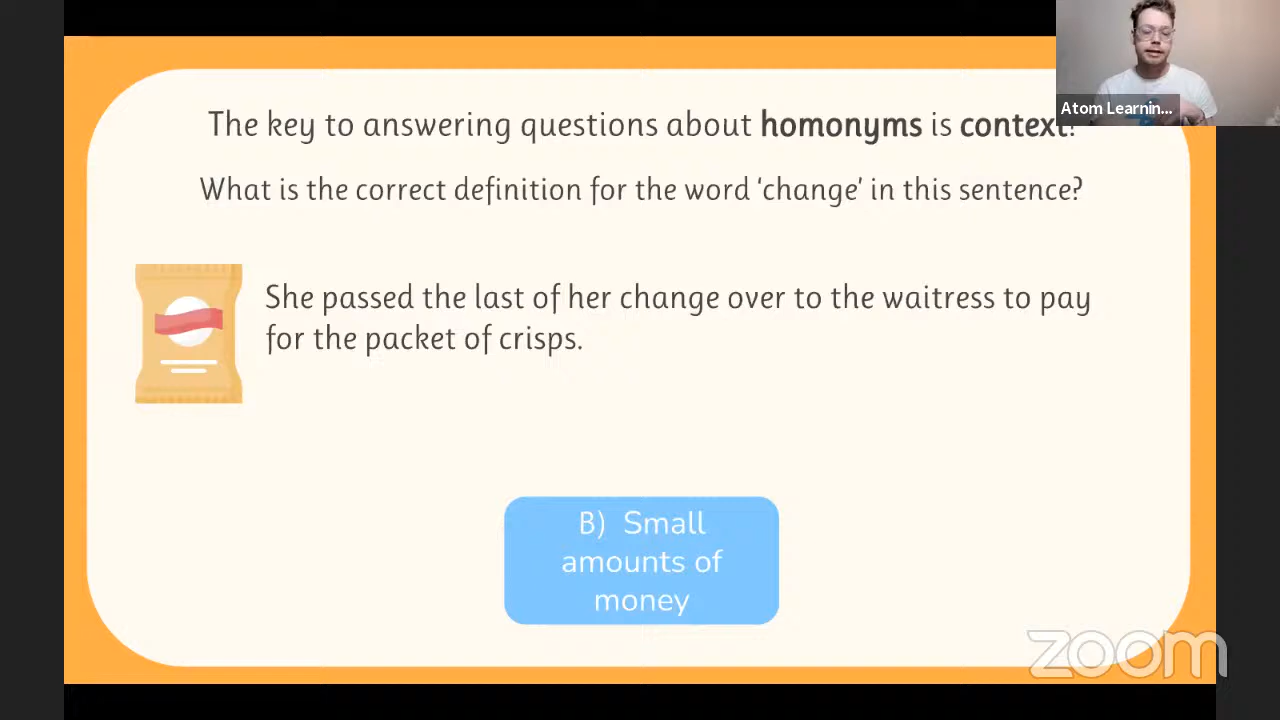 The key to answering questions about homonyms is context!
Atom Learnin...
What is the correct definition for the word ‘change’ in this sentence?
She passed the last of her change over to the waitress to pay
for the packet of crisps.
B) Small
amounts of
money
zoom